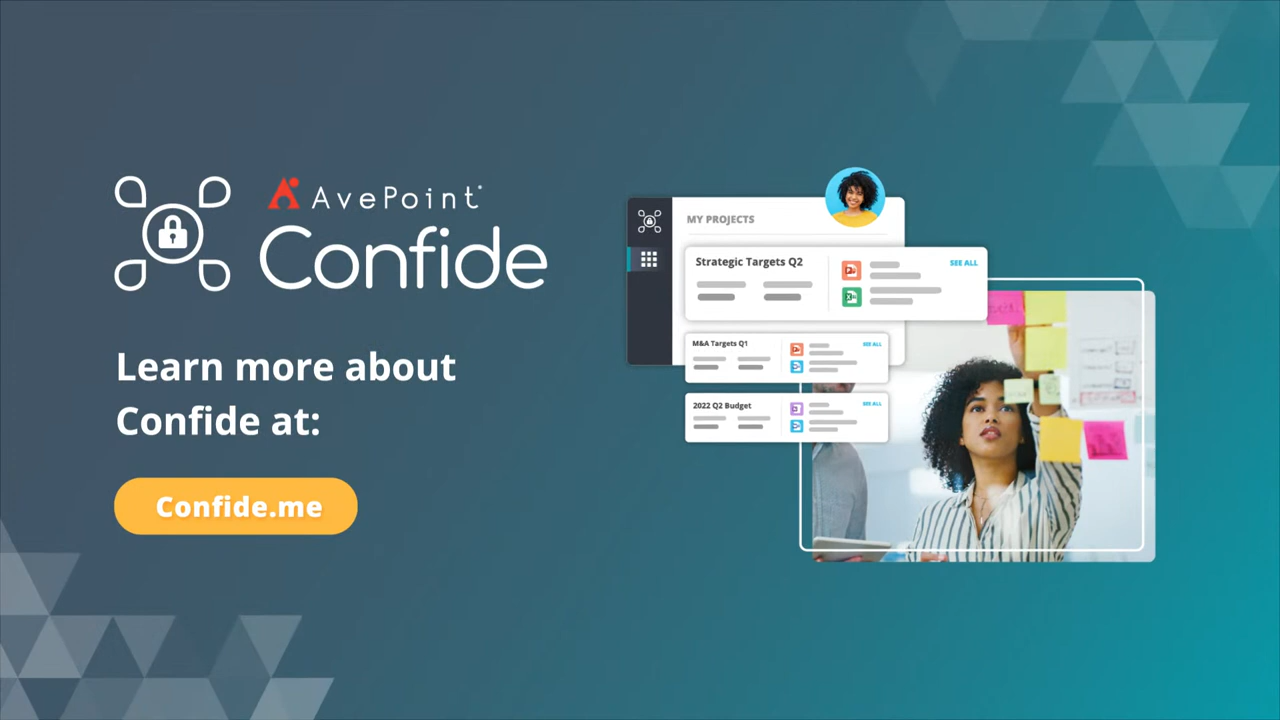 AvePoint
Confide
Learn more about
Confide at:
Confide.me
MY PROJECTS
Strategic Targets Q2
SEE ALL
M&A Targets Q1
SEE ALL
2022 Q2 Budget
SEE ALL